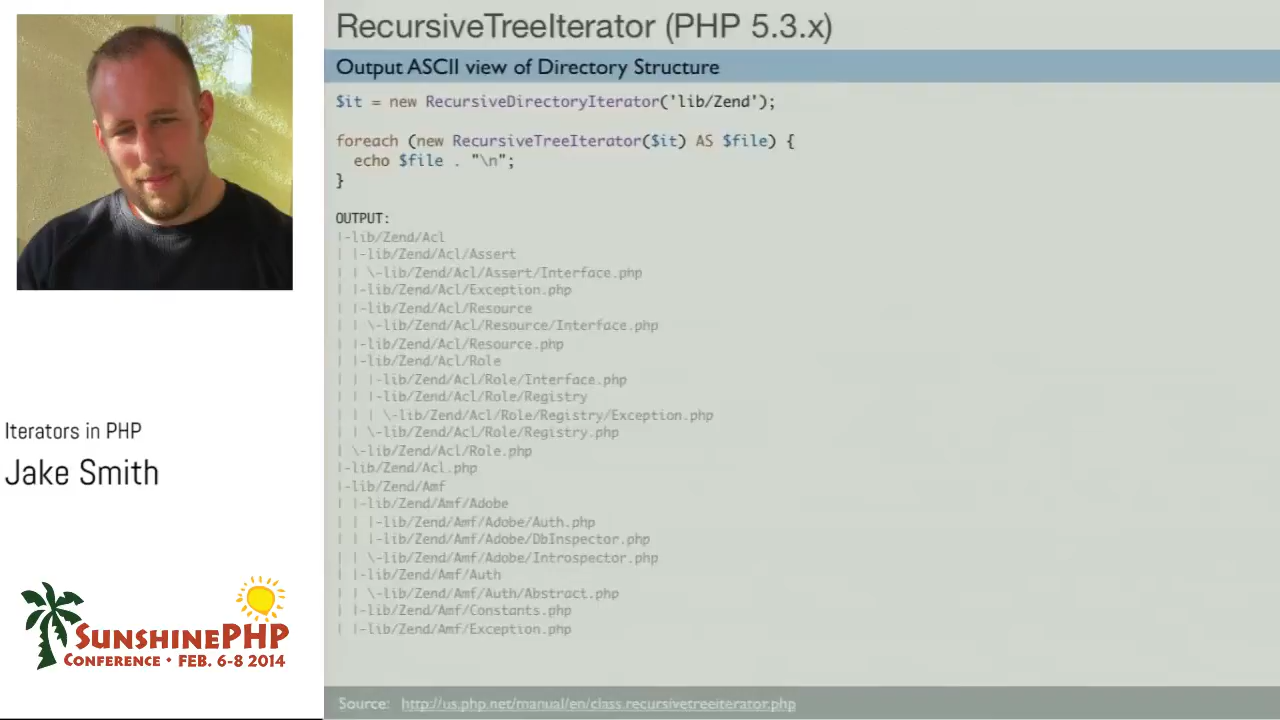 RecursiveTreeIterator (PHP 5.3.x)
Output ASCII view of Directory Structure
$it = new RecursiveDirectoryIterator('lib/Zend');
foreach (new RecursiveTreeIterator($it) AS $file) {
  echo $file . "\n";
}
OUTPUT:
|-lib/Zend/Acl
| |-lib/Zend/Acl/Assert
| | \-lib/Zend/Acl/Assert/Interface.php
| |-lib/Zend/Acl/Exception.php
| |-lib/Zend/Acl/Resource
| | \-lib/Zend/Acl/Resource/Interface.php
| |-lib/Zend/Acl/Resource.php
| |-lib/Zend/Acl/Role
| | |-lib/Zend/Acl/Role/Interface.php
| | |-lib/Zend/Acl/Role/Registry
| | | \-lib/Zend/Acl/Role/Registry/Exception.php
| | \-lib/Zend/Acl/Role/Registry.php
| \-lib/Zend/Acl/Role.php
|-lib/Zend/Acl.php
|-lib/Zend/Amf
| |-lib/Zend/Amf/Adobe
| | |-lib/Zend/Amf/Adobe/Auth.php
| | |-lib/Zend/Amf/Adobe/DbInspector.php
| | \-lib/Zend/Amf/Adobe/Introspector.php
| |-lib/Zend/Amf/Auth
| | \-lib/Zend/Amf/Auth/Abstract.php
| |-lib/Zend/Amf/Constants.php
| |-lib/Zend/Amf/Exception.php
Source: http://us.php.net/manual/en/class.recursivetreeiterator.php
Iterators in PHP
Jake Smith
SUNSHINEPHP
CONFERENCE • FEB. 6-8 2014